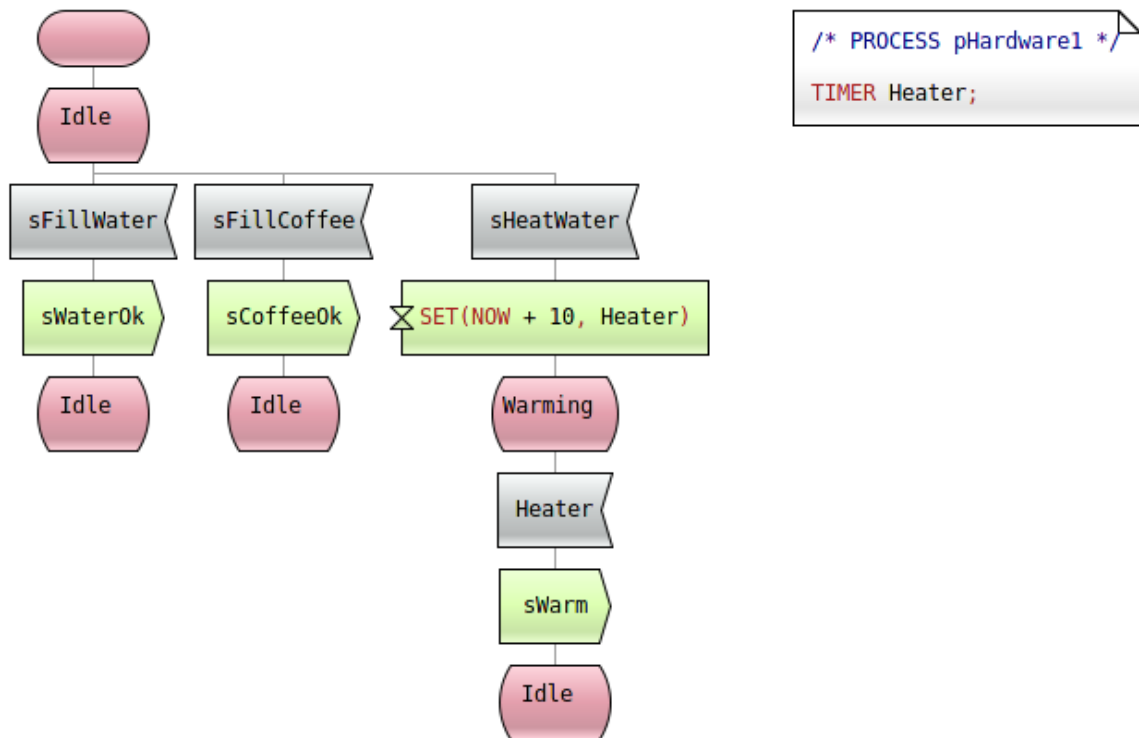 /* PROCESS pHardware1 */
TIMER Heater;
Idle
sFillWater
sFillCoffee
sHeatWater
sWaterOk
sCoffeeOk
SET(NOW + 10, Heater)
Idle
Idle
Warming
Heater
sWarm
Idle